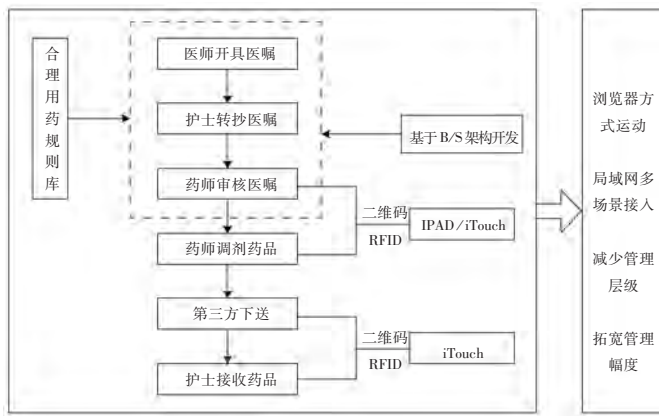 合
理
用
药
规
则
库
医师开具医嘱
护士转抄医嘱
药师审核医嘱
药师调剂药品
第三方下送
护士接收药品
基于 B/S 架构开发
二维码
RFID
IPAD/iTouch
二维码
RFID
iTouch
浏览器方
式运动
局域网多
场景接入
减少管理
层级
拓宽管理
幅度